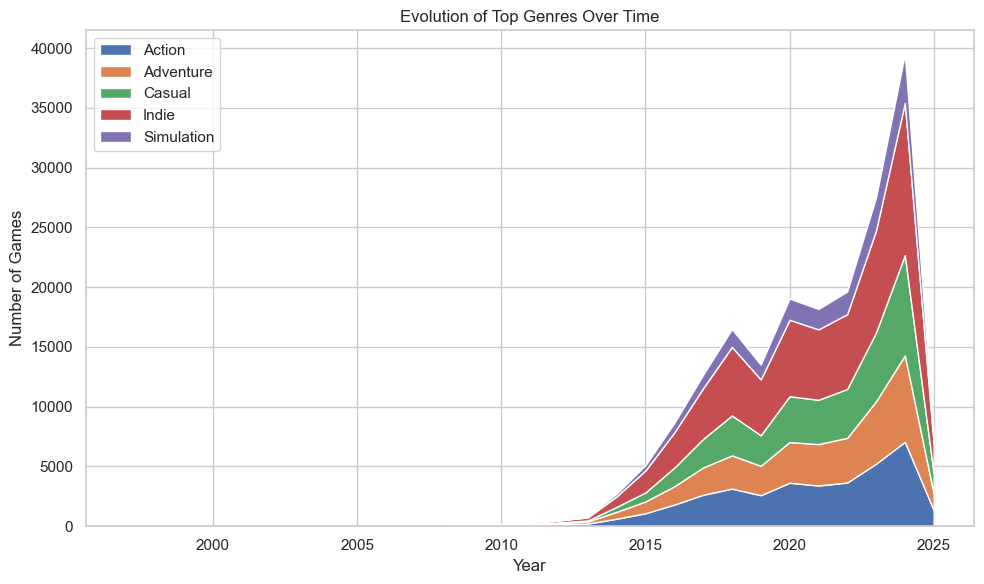 Evolution of Top Genres Over Time
Number of Games
40000
35000
30000
25000
20000
15000
10000
5000
0
Action
Adventure
Casual
Indie
Simulation
2000
2005
2010
2015
2020
2025
Year